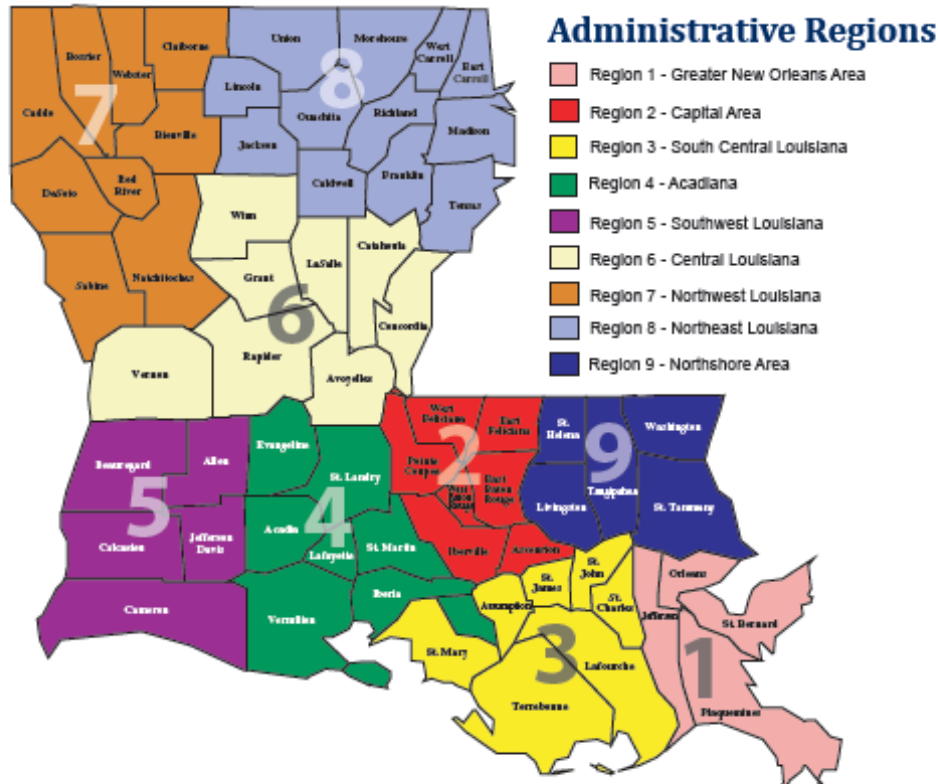 Administrative Regions
Region 1 - Greater New Orleans Area
Region 2 - Capital Area
Region 3 - South Central Louisiana
Region 4 - Acadiana
Region 5 - Southwest Louisiana
Region 6 - Central Louisiana
Region 7 - Northwest Louisiana
Region 8 - Northeast Louisiana
Region 9 - Northshore Area
7
Caddo
Bossier
Webster
Claiborne
Bienville
DeSoto
Red
River
Sabine
Natchitoches
8
Union
Morehouse
West
Carroll
East
Carroll
Lincoln
Ouachita
Richland
Madison
Jackson
Caldwell
Franklin
Tensas
6
Winn
Grant
LaSalle
Catahoula
Concordia
Vernon
Rapides
Avoyelles
5
Beauregard
Allen
Calcasieu
Jefferson
Davis
Cameron
4
Evangeline
St. Landry
Acadia
Lafayette
St. Martin
Iberia
Vermilion
2
West
Feliciana
East
Feliciana
Pointe
Coupee
West
Baton
Rouge
East
Baton
Rouge
Iberville
Ascension
9
St.
Helena
Tangipahoa
Washington
Livingston
St. Tammany
3
Assumption
St.
James
St.
John
St.
Charles
St. Mary
Terrebonne
Lafourche
1
Jefferson
Orleans
St. Bernard
Plaquemines